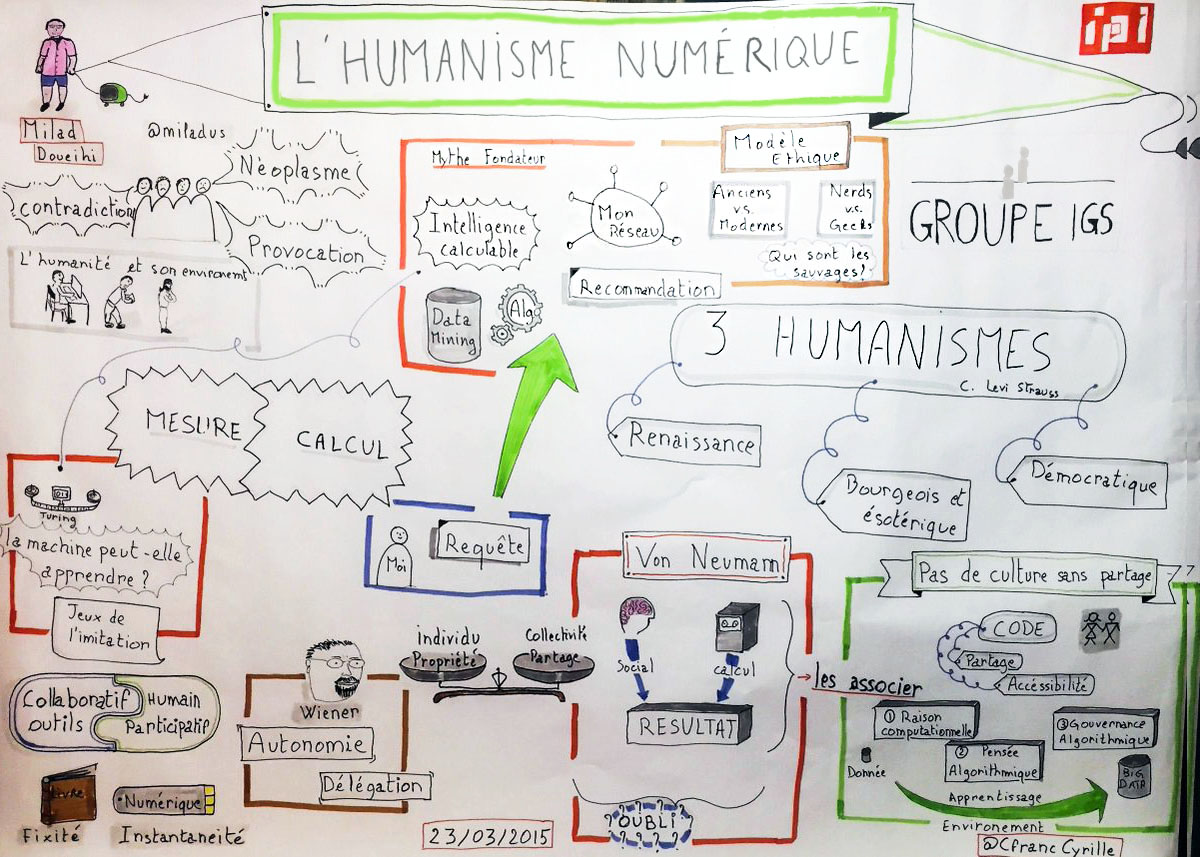 L'HUMANISME NUMÉRIQUE
ipi
Milad
Doueihi
@miladus
Néoplasme
contradiction
Provocation
L'humanité et son environent
Mythe Fondateur
Intelligence
calculable
Data
Mining
Algo
Mon
Réseau
Recommandation
Modèle
Ethique
Anciens
vs.
Modernes
Nerds
v.s.
Geeks
Qui sont les
sauvages?
GROUPE IGS
3 HUMANISMES
C. Levi Strauss
Renaissance
Bourgeois et
ésotérique
Démocratique
MESURE
CALCUL
Turing
la machine peut-elle
apprendre ?
Jeux de
l'imitation
Moi
Requête
Collaboratif
outils
Humain
Participatif
Livre
Fixité
Numérique
Instantaneité
Wiener
Autonomie
Délégation
individu
Propriété
Collectivité
Partage
Von Neumann
Social
calcul
RESULTAT
les associer
? OUBLI ?
? ? ? ?
23/03/2015
Pas de culture sans partage
CODE
Partage
Accéssibilité
① Raison
computationnelle
② Pensée
Algorithmique
③ Gouvernance
Algorithmique
Donnée
BIG
DATA
Apprentissage
Environement
@Cfranc Cyrille